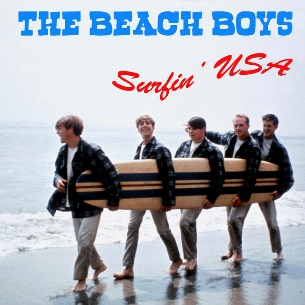 THE BEACH BOYS
Surfin' USA